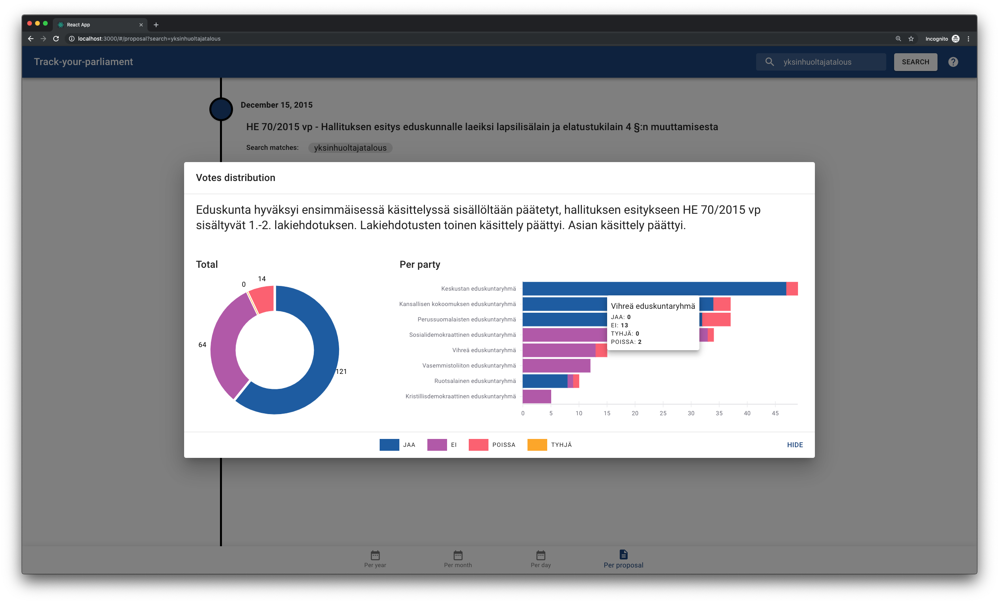 React App
localhost:3000/#/proposal?search=yksinhuoltajatalous
Incognito
Track-your-parliament
yksinhuoltajatalous
SEARCH
?
December 15, 2015
HE 70/2015 vp - Hallituksen esitys eduskunnalle laeiksi lapsilisälain ja elatustukilain 4 §:n muuttamisesta
Search matches: yksinhuoltajatalous
Votes distribution
Eduskunta hyväksyi ensimmäisessä käsittelyssä sisällöltään päätetyt, hallituksen esitykseen HE 70/2015 vp
sisältyvät 1.-2. lakiehdotuksen. Lakiehdotusten toinen käsittely päättyi. Asian käsittely päättyi.
Total
0
14
64
121
Per party
Keskustan eduskuntaryhmä
Kansallisen kokoomuksen eduskuntaryhmä
Perussuomalaisten eduskuntaryhmä
Sosialidemokraattinen eduskuntaryhmä
Vihreä eduskuntaryhmä
Vasemmistoliiton eduskuntaryhmä
Ruotsalainen eduskuntaryhmä
Kristillisdemokraattinen eduskuntaryhmä
Vihreä eduskuntaryhmä
JAA: 0
EI: 13
TYHJÄ: 0
POISSA: 2
0 5 10 15 20 25 30 35 40 45
JAA EI POISSA TYHJÄ
HIDE
Per year
Per month
Per day
Per proposal